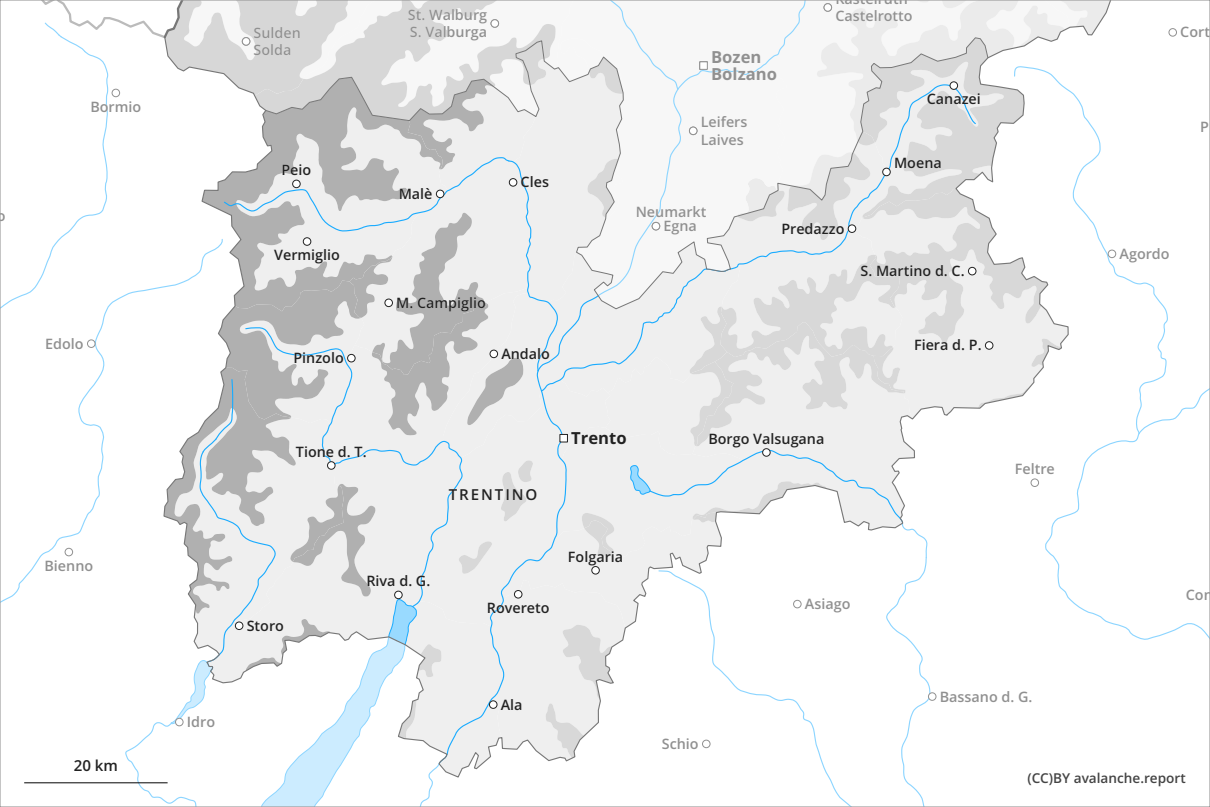 Kastelruth
Castelrotto
St. Walburg
S. Valburga
Sulden
Solda
Cort
Bozen
Bolzano
Bormio
Canazei
Leifers
Laives
P
Moena
Peio
Malè
Cles
Neumarkt
Egna
Predazzo
Vermiglio
Agordo
S. Martino d. C.
M. Campiglio
Edolo
Pinzolo
Andalo
Fiera d. P.
Trento
Borgo Valsugana
Tione d. T.
Feltre
TRENTINO
Bienno
Folgaria
Riva d. G.
Rovereto
Asiago
Cor
Storo
Bassano d. G.
Ala
Idro
Schio
20 km
(CC)BY avalanche.report